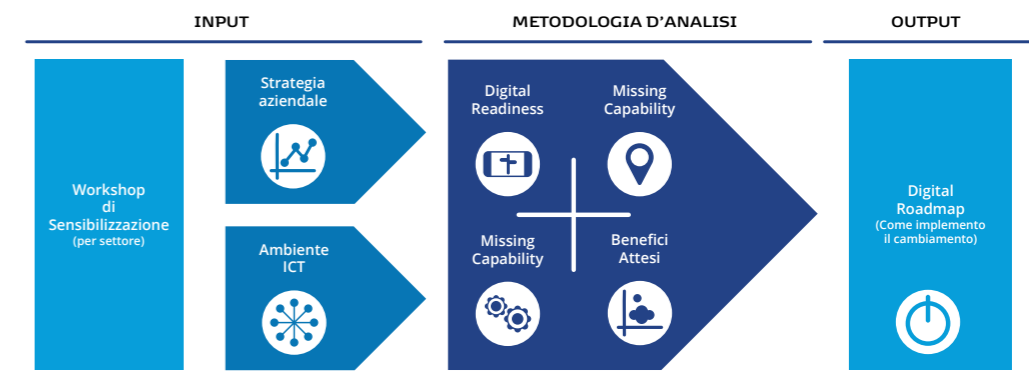 INPUT
METODOLOGIA D'ANALISI
OUTPUT
Workshop
di
Sensibilizzazione
(per settore)
Strategia
aziendale
Ambiente
ICT
Digital
Readiness
Missing
Capability
Missing
Capability
Benefici
Attesi
Digital
Roadmap
(Come implemento
il cambiamento)